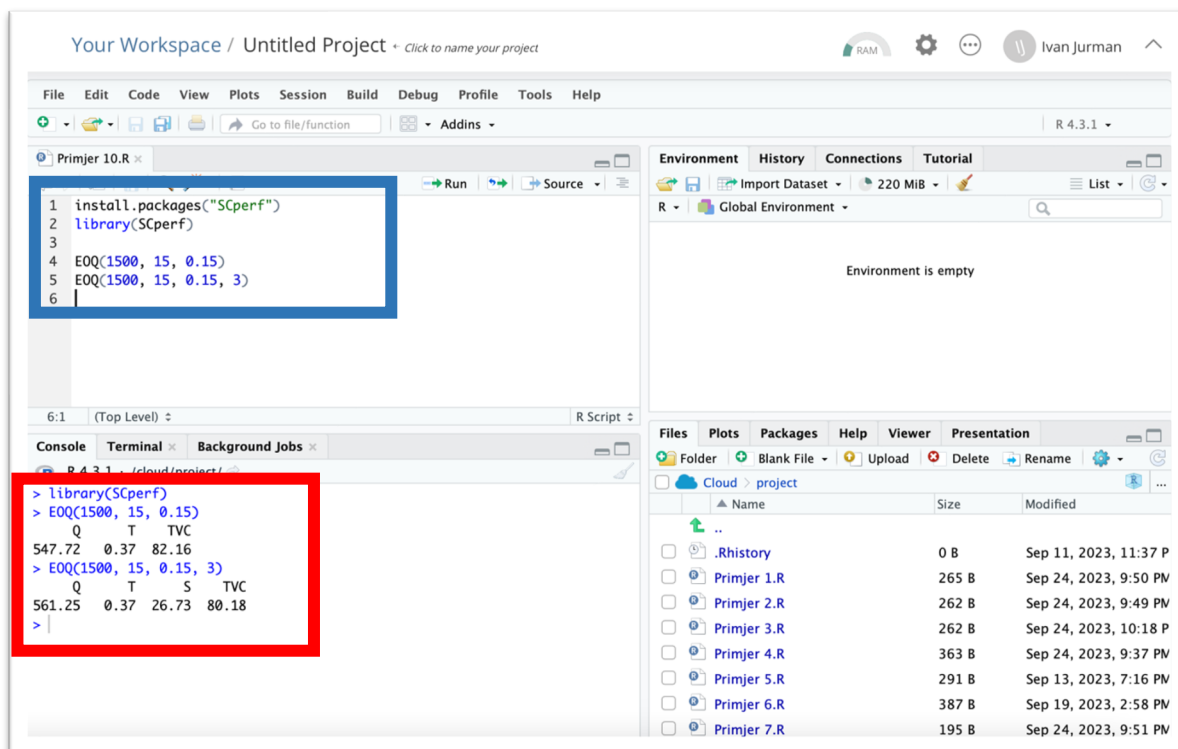 Your Workspace / Untitled Project ← Click to name your project
RAM
IJ Ivan Jurman
File Edit Code View Plots Session Build Debug Profile Tools Help
Go to file/function Addins R 4.3.1
Primjer 10.R
Run Source
1 install.packages("SCperf")
2 library(SCperf)
3
4 EOQ(1500, 15, 0.15)
5 EOQ(1500, 15, 0.15, 3)
6
6:1 (Top Level) R Script
Console Terminal Background Jobs
R 4.3.1 · /cloud/project/
> library(SCperf)
> EOQ(1500, 15, 0.15)
Q T TVC
547.72 0.37 82.16
> EOQ(1500, 15, 0.15, 3)
Q T S TVC
561.25 0.37 26.73 80.18
>
Environment History Connections Tutorial
Import Dataset 220 MiB List
R Global Environment
Environment is empty
Files Plots Packages Help Viewer Presentation
Folder Blank File Upload Delete Rename
Cloud > project ...
Name Size Modified
..
.Rhistory 0 B Sep 11, 2023, 11:37 P
Primjer 1.R 265 B Sep 24, 2023, 9:50 PM
Primjer 2.R 262 B Sep 24, 2023, 9:49 PM
Primjer 3.R 262 B Sep 24, 2023, 10:18 P
Primjer 4.R 363 B Sep 24, 2023, 9:37 PM
Primjer 5.R 291 B Sep 13, 2023, 7:16 PM
Primjer 6.R 387 B Sep 19, 2023, 2:58 PM
Primjer 7.R 195 B Sep 24, 2023, 9:51 PM